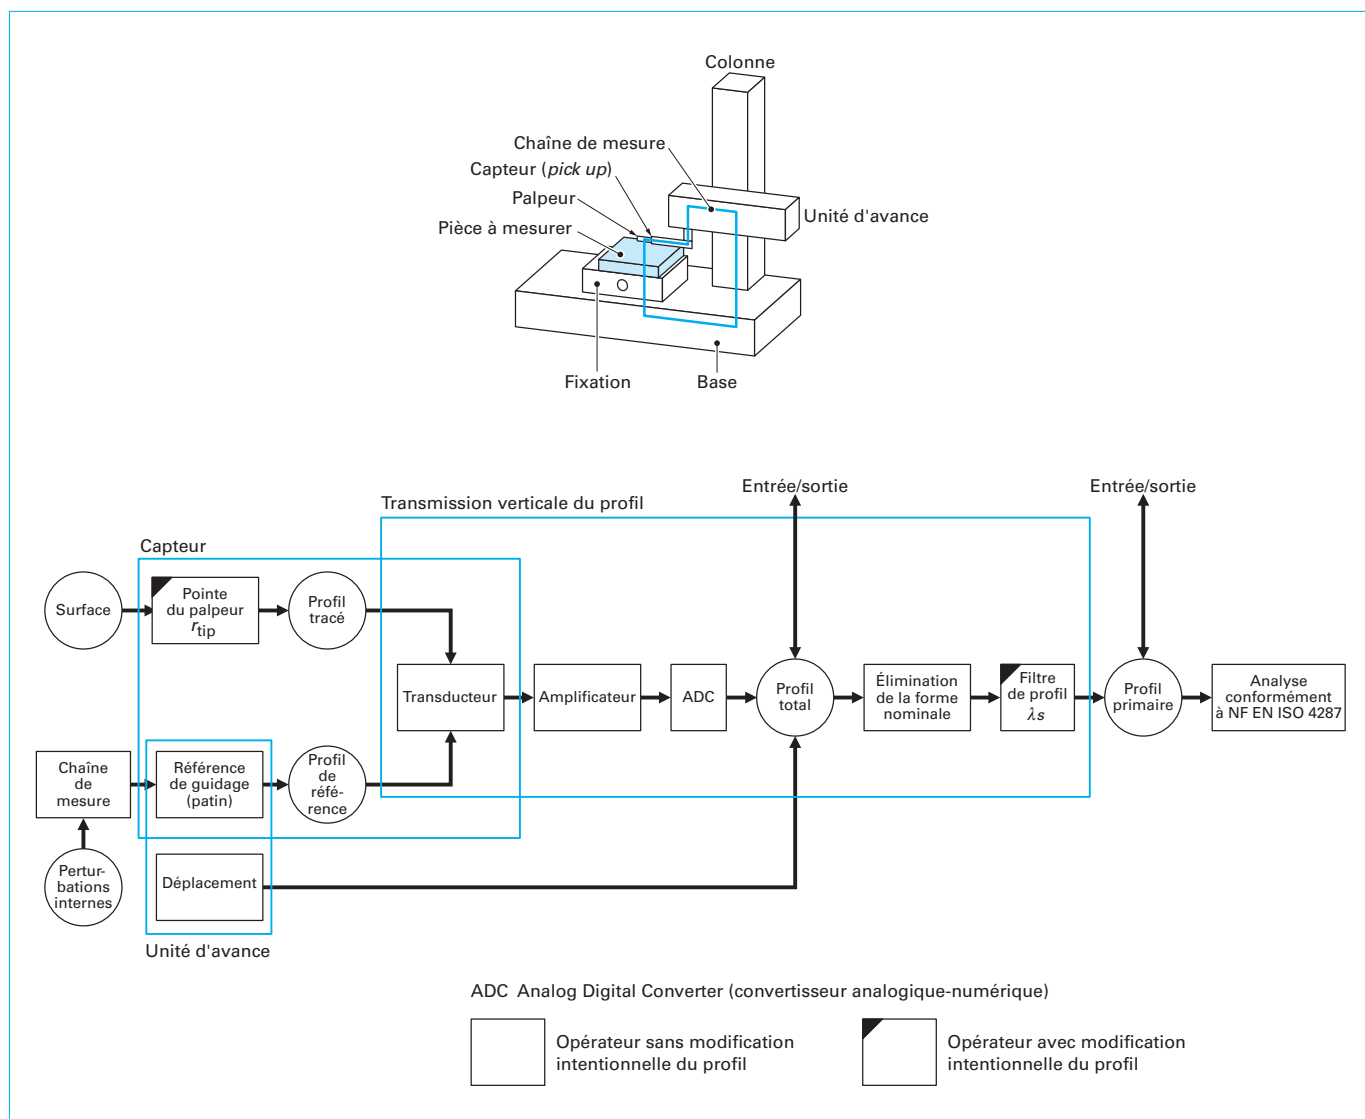 Colonne
Chaîne de mesure
Capteur (pick up)
Palpeur
Pièce à mesurer
Unité d'avance
Fixation
Base
Entrée/sortie
Entrée/sortie
Transmission verticale du profil
Capteur
Surface
Pointe
du palpeur
rtip
Profil
tracé
Transducteur
Amplificateur
ADC
Profil
total
Élimination
de la forme
nominale
Filtre
de profil
λs
Profil
primaire
Analyse
conformément
à NF EN ISO 4287
Chaîne
de
mesure
Référence
de guidage
(patin)
Profil
de
réfé-
rence
Pertur-
bations
internes
Déplacement
Unité d'avance
ADC Analog Digital Converter (convertisseur analogique-numérique)
Opérateur sans modification
intentionnelle du profil
Opérateur avec modification
intentionnelle du profil